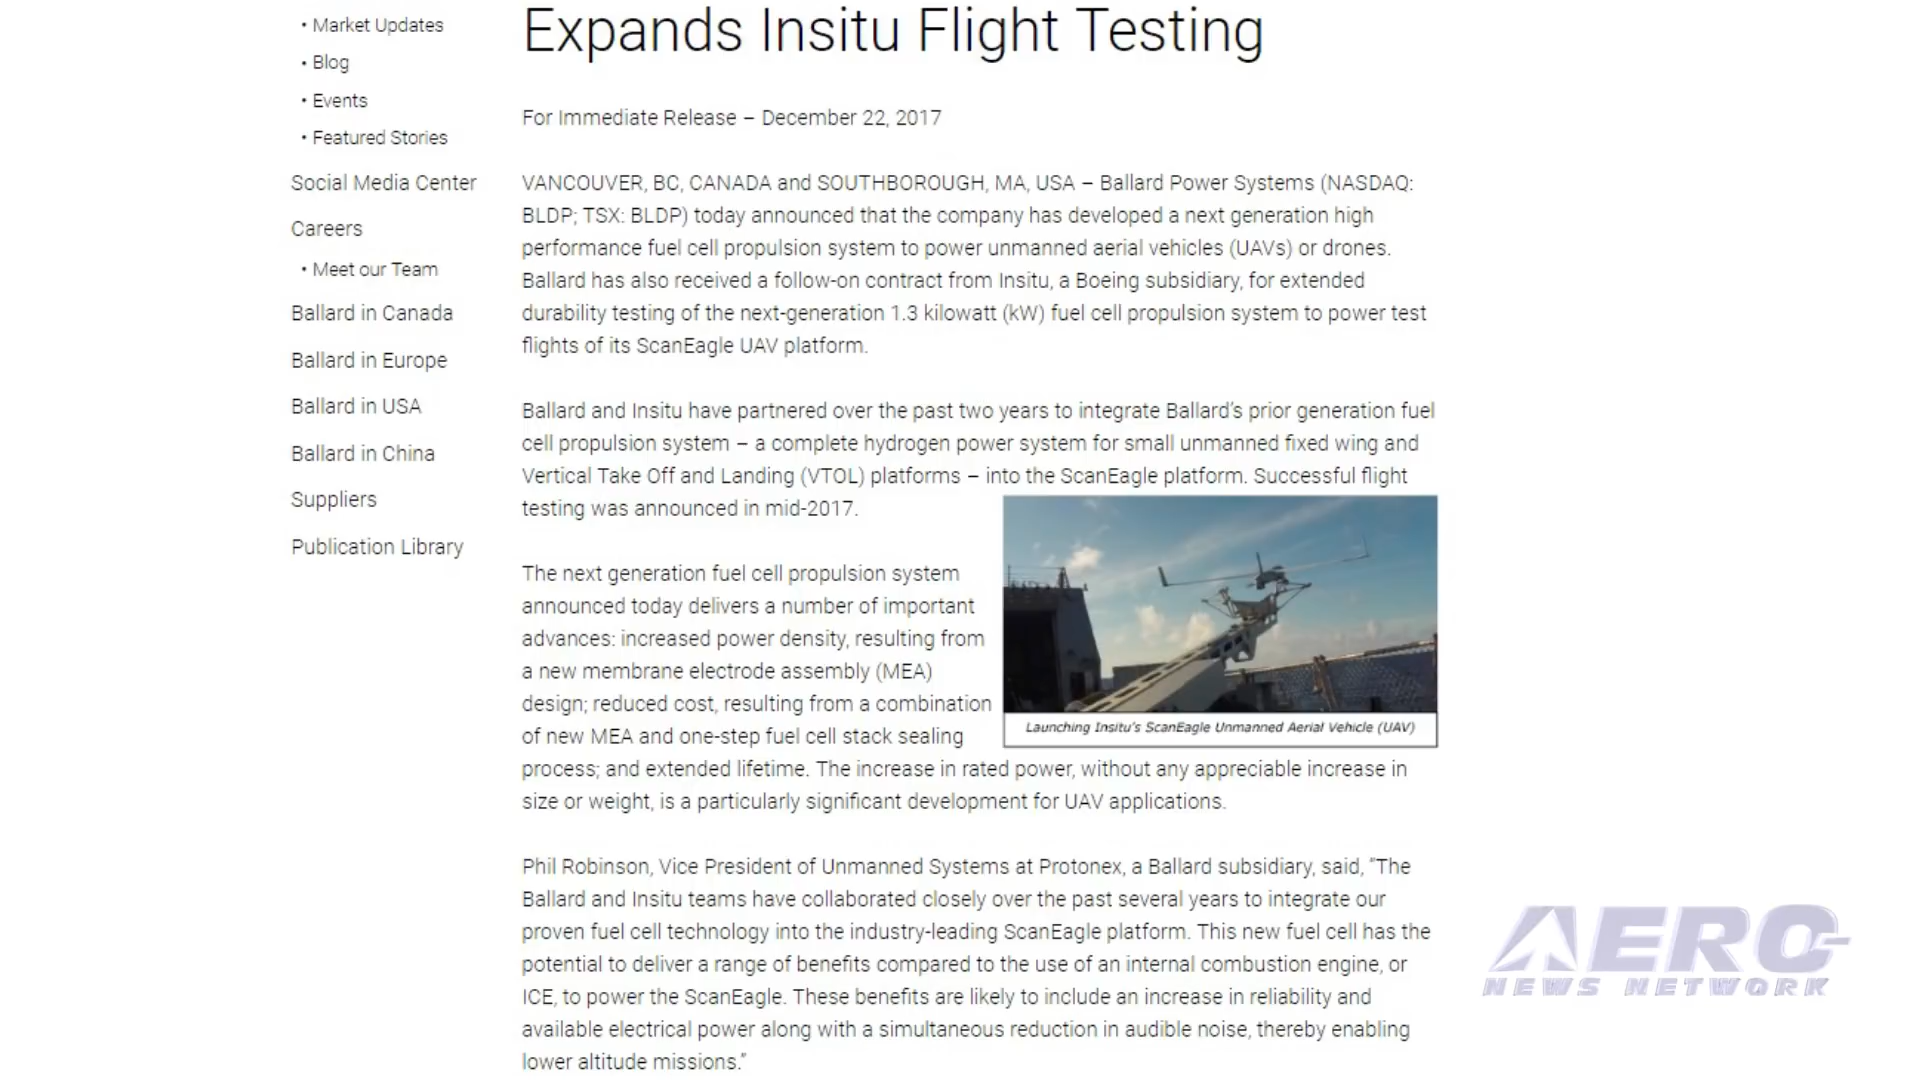 • Market Updates
• Blog
• Events
• Featured Stories
Social Media Center
Careers
• Meet our Team
Ballard in Canada
Ballard in Europe
Ballard in USA
Ballard in China
Suppliers
Publication Library
Expands Insitu Flight Testing
For Immediate Release – December 22, 2017
VANCOUVER, BC, CANADA and SOUTHBOROUGH, MA, USA – Ballard Power Systems (NASDAQ:
BLDP; TSX: BLDP) today announced that the company has developed a next generation high
performance fuel cell propulsion system to power unmanned aerial vehicles (UAVs) or drones.
Ballard has also received a follow-on contract from Insitu, a Boeing subsidiary, for extended
durability testing of the next-generation 1.3 kilowatt (kW) fuel cell propulsion system to power test
flights of its ScanEagle UAV platform.
Ballard and Insitu have partnered over the past two years to integrate Ballard's prior generation fuel
cell propulsion system – a complete hydrogen power system for small unmanned fixed wing and
Vertical Take Off and Landing (VTOL) platforms – into the ScanEagle platform. Successful flight
testing was announced in mid-2017.
The next generation fuel cell propulsion system
announced today delivers a number of important
advances: increased power density, resulting from
a new membrane electrode assembly (MEA)
design; reduced cost, resulting from a combination
of new MEA and one-step fuel cell stack sealing
process; and extended lifetime. The increase in rated power, without any appreciable increase in
size or weight, is a particularly significant development for UAV applications.
Launching Insitu's ScanEagle Unmanned Aerial Vehicle (UAV)
Phil Robinson, Vice President of Unmanned Systems at Protonex, a Ballard subsidiary, said, "The
Ballard and Insitu teams have collaborated closely over the past several years to integrate our
proven fuel cell technology into the industry-leading ScanEagle platform. This new fuel cell has the
potential to deliver a range of benefits compared to the use of an internal combustion engine, or
ICE, to power the ScanEagle. These benefits are likely to include an increase in reliability and
available electrical power along with a simultaneous reduction in audible noise, thereby enabling
lower altitude missions."
AERO
NEWS NETWORK